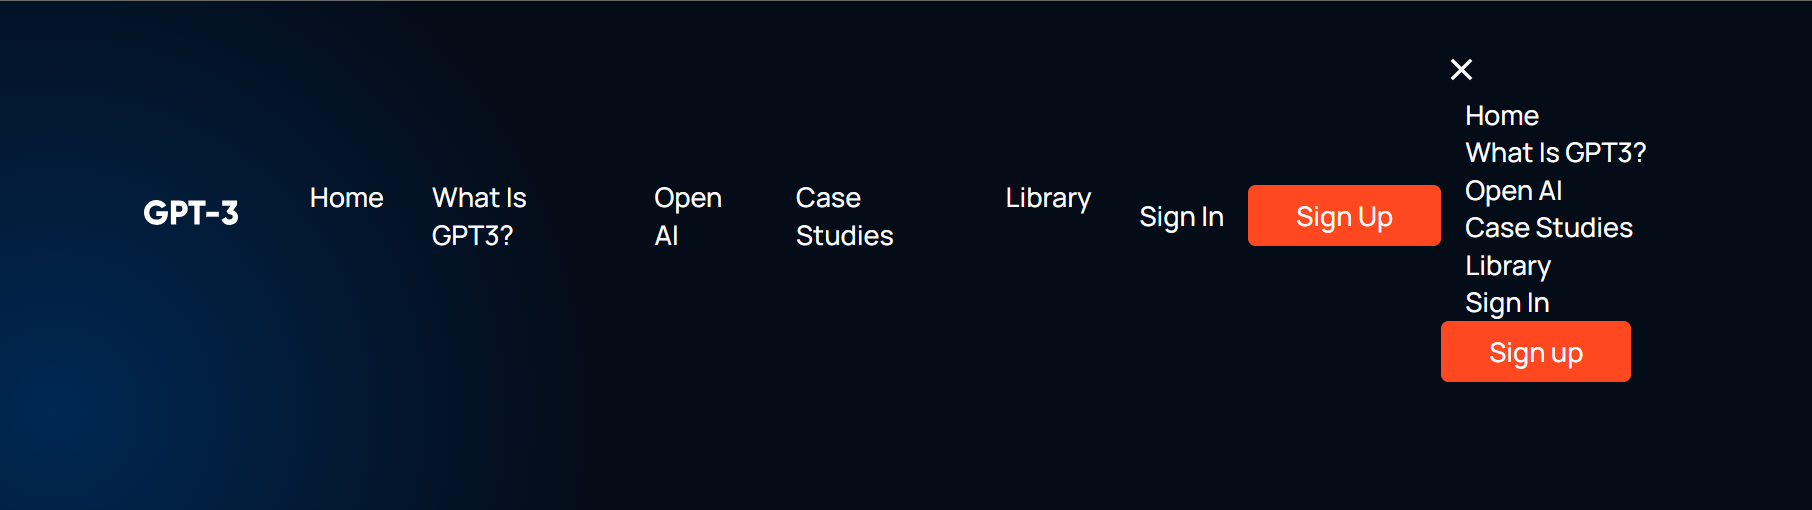 GPT-3
Home
What Is
GPT3?
Open
AI
Case
Studies
Library
Sign In
Sign Up
Home
What Is GPT3?
Open AI
Case Studies
Library
Sign In
Sign up